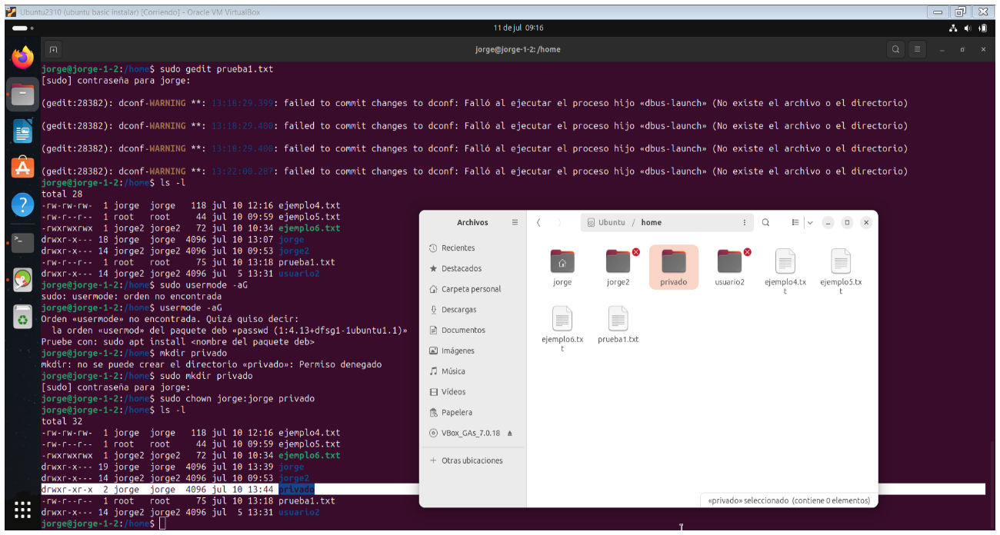 Ubuntu2310 (ubuntu basic instalar) [Corriendo] - Oracle VM VirtualBox
11 de jul 09:16
jorge@jorge-1-2: /home
jorge@jorge-1-2:/home$ sudo gedit prueba1.txt
[sudo] contraseña para jorge:
(gedit:28382): dconf-WARNING **: 13:18:29.399: failed to commit changes to dconf: Falló al ejecutar el proceso hijo «dbus-launch» (No existe el archivo o el directorio)
(gedit:28382): dconf-WARNING **: 13:18:29.400: failed to commit changes to dconf: Falló al ejecutar el proceso hijo «dbus-launch» (No existe el archivo o el directorio)
(gedit:28382): dconf-WARNING **: 13:18:29.400: failed to commit changes to dconf: Falló al ejecutar el proceso hijo «dbus-launch» (No existe el archivo o el directorio)
(gedit:28382): dconf-WARNING **: 13:22:00.287: failed to commit changes to dconf: Falló al ejecutar el proceso hijo «dbus-launch» (No existe el archivo o el directorio)
jorge@jorge-1-2:/home$ ls -l
total 28
-rw-rw-rw- 1 jorge jorge 118 jul 10 12:16 ejemplo4.txt
-rw-r--r-- 1 root root 44 jul 10 09:59 ejemplo5.txt
-rwxrwxrwx 1 jorge2 jorge2 72 jul 10 10:34 ejemplo6.txt
drwxr-x--- 18 jorge jorge 4096 jul 10 13:07 jorge
drwxr-x--- 14 jorge2 jorge2 4096 jul 10 09:53 jorge2
-rw-r--r-- 1 root root 75 jul 10 13:18 prueba1.txt
drwxr-x--- 14 jorge2 jorge2 4096 jul 5 13:31 usuario2
jorge@jorge-1-2:/home$ sudo usermode -aG
sudo: usermode: orden no encontrada
jorge@jorge-1-2:/home$ usermode -aG
Orden «usermode» no encontrada. Quizá quiso decir:
la orden «usermod» del paquete deb «passwd (1:4.13+dfsg1-1ubuntu1.1)»
Pruebe con: sudo apt install <nombre del paquete deb>
jorge@jorge-1-2:/home$ mkdir privado
mkdir: no se puede crear el directorio «privado»: Permiso denegado
jorge@jorge-1-2:/home$ sudo mkdir privado
[sudo] contraseña para jorge:
jorge@jorge-1-2:/home$ sudo chown jorge:jorge privado
jorge@jorge-1-2:/home$ ls -l
total 32
-rw-rw-rw- 1 jorge jorge 118 jul 10 12:16 ejemplo4.txt
-rw-r--r-- 1 root root 44 jul 10 09:59 ejemplo5.txt
-rwxrwxrwx 1 jorge2 jorge2 72 jul 10 10:34 ejemplo6.txt
drwxr-x--- 19 jorge jorge 4096 jul 10 13:39 jorge
drwxr-x--- 14 jorge2 jorge2 4096 jul 10 09:53 jorge2
drwxr-xr-x 2 jorge jorge 4096 jul 10 13:44 privado
-rw-r--r-- 1 root root 75 jul 10 13:18 prueba1.txt
drwxr-x--- 14 jorge2 jorge2 4096 jul 5 13:31 usuario2
jorge@jorge-1-2:/home$
Archivos
Ubuntu / home
Recientes
Destacados
Carpeta personal
Descargas
Documentos
Imágenes
Música
Vídeos
Papelera
VBox_GAs_7.0.18
+ Otras ubicaciones
jorge
jorge2
privado
usuario2
ejemplo4.tx
t
ejemplo5.tx
t
ejemplo6.tx
t
prueba1.txt
«privado» seleccionado (contiene 0 elementos)